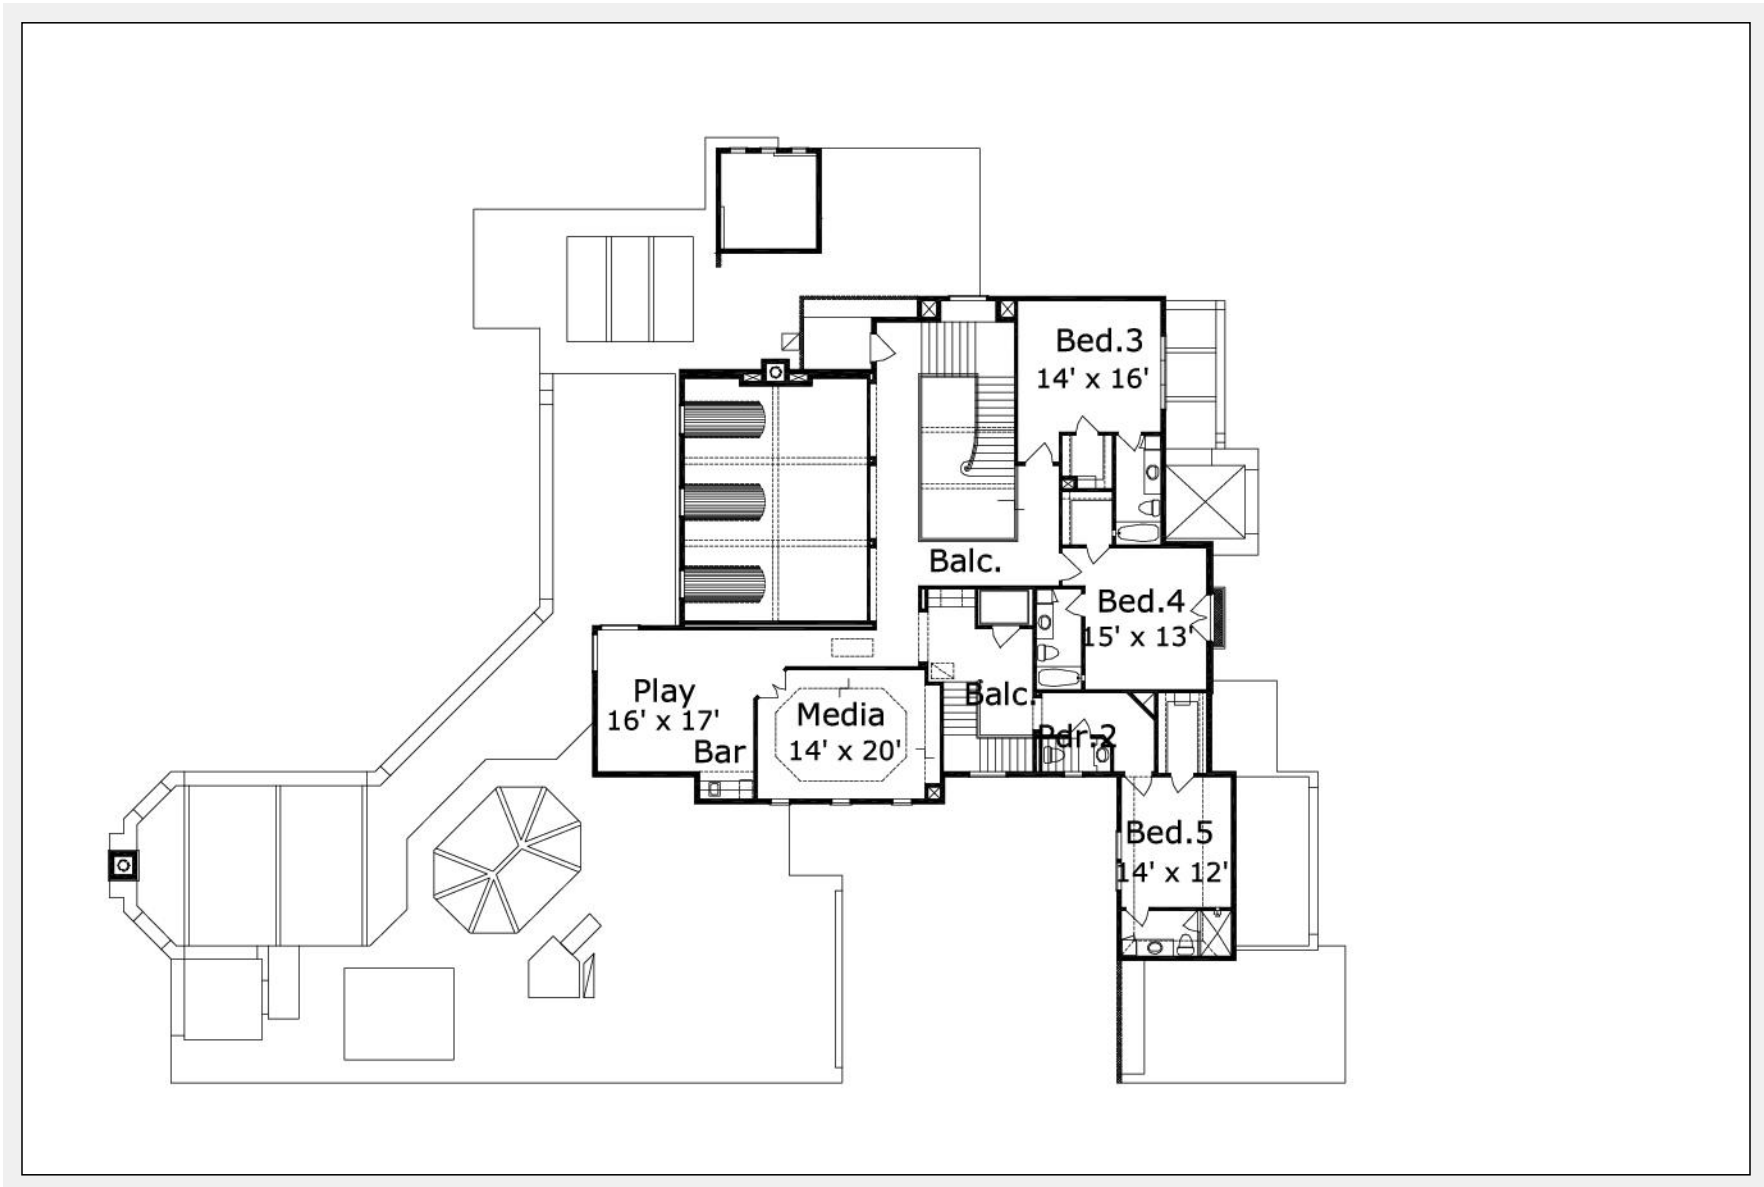 Bed.3
14' x 16'
Balc.
Bed.4
15' x 13'
Play
16' x 17'
Bar
Media
14' x 20'
Balc.
Pdr.2
Bed.5
14' x 12'